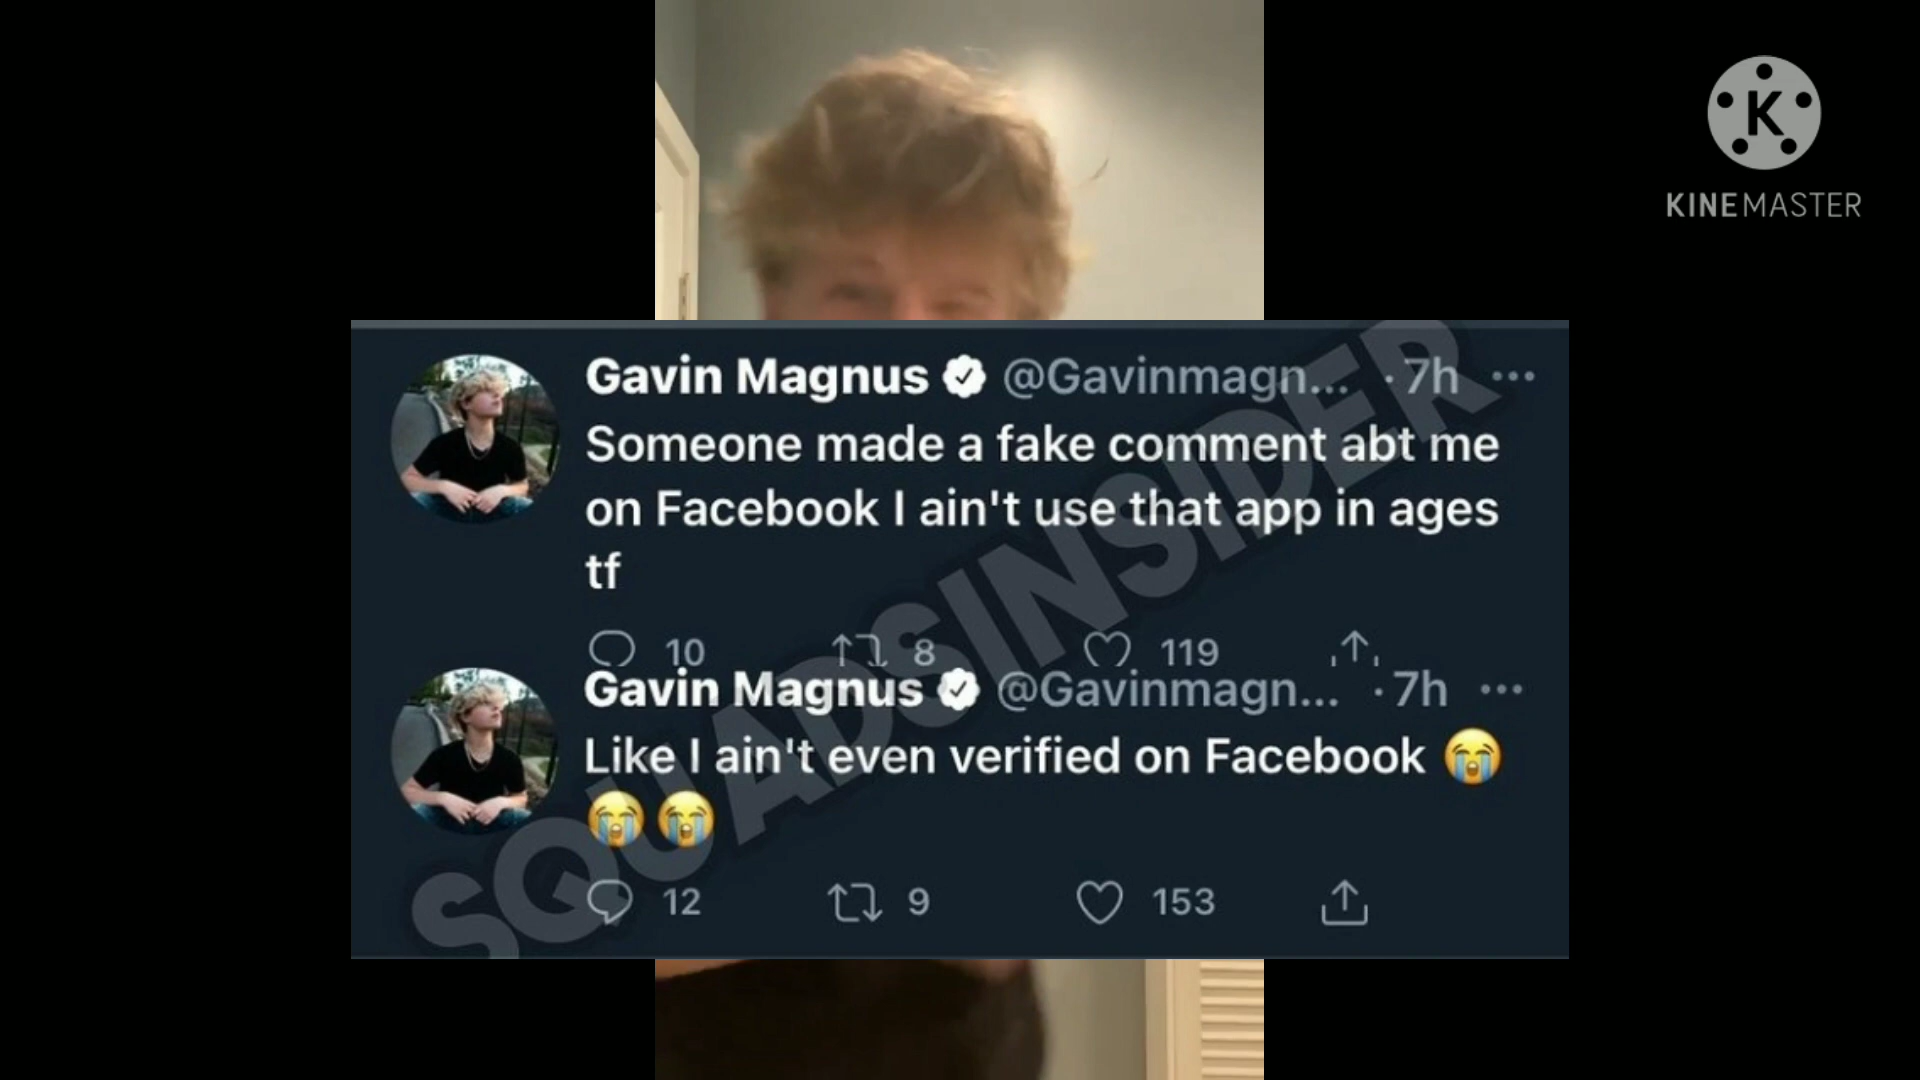 K
KINEMASTER
Gavin Magnus @Gavinmagn... · 7h ...
Someone made a fake comment abt me
on Facebook I ain't use that app in ages
tf
10 8 119
Gavin Magnus @Gavinmagn... · 7h ...
Like I ain't even verified on Facebook 😭
😭😭
12 9 153
SQUADSINSIDER